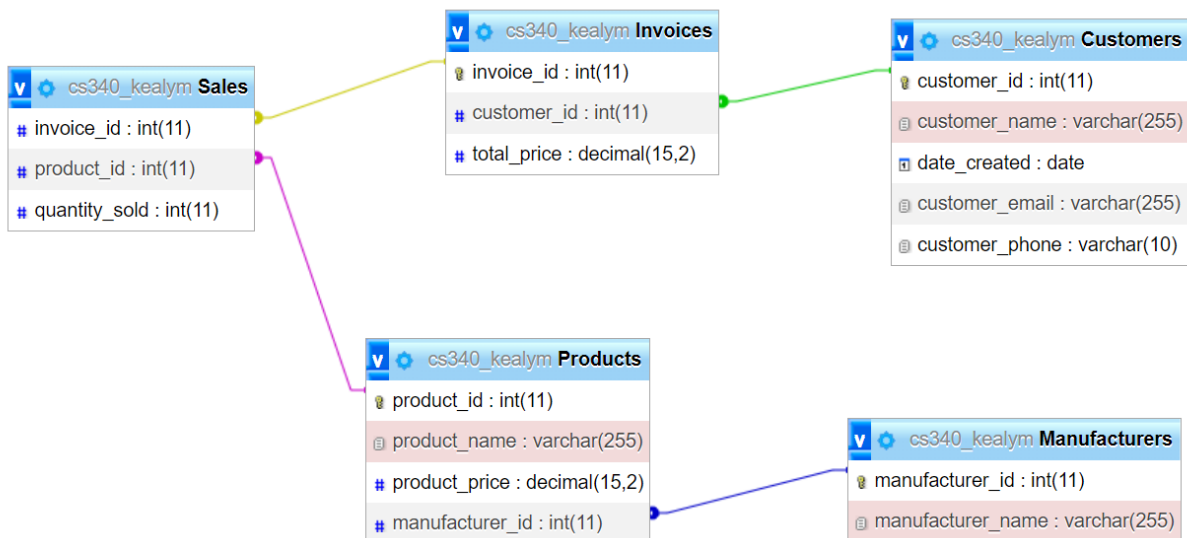 cs340_kealym Sales
invoice_id : int(11)
product_id : int(11)
quantity_sold : int(11)
cs340_kealym Invoices
invoice_id : int(11)
customer_id : int(11)
total_price : decimal(15,2)
cs340_kealym Customers
customer_id : int(11)
customer_name : varchar(255)
date_created : date
customer_email : varchar(255)
customer_phone : varchar(10)
cs340_kealym Products
product_id : int(11)
product_name : varchar(255)
product_price : decimal(15,2)
manufacturer_id : int(11)
cs340_kealym Manufacturers
manufacturer_id : int(11)
manufacturer_name : varchar(255)